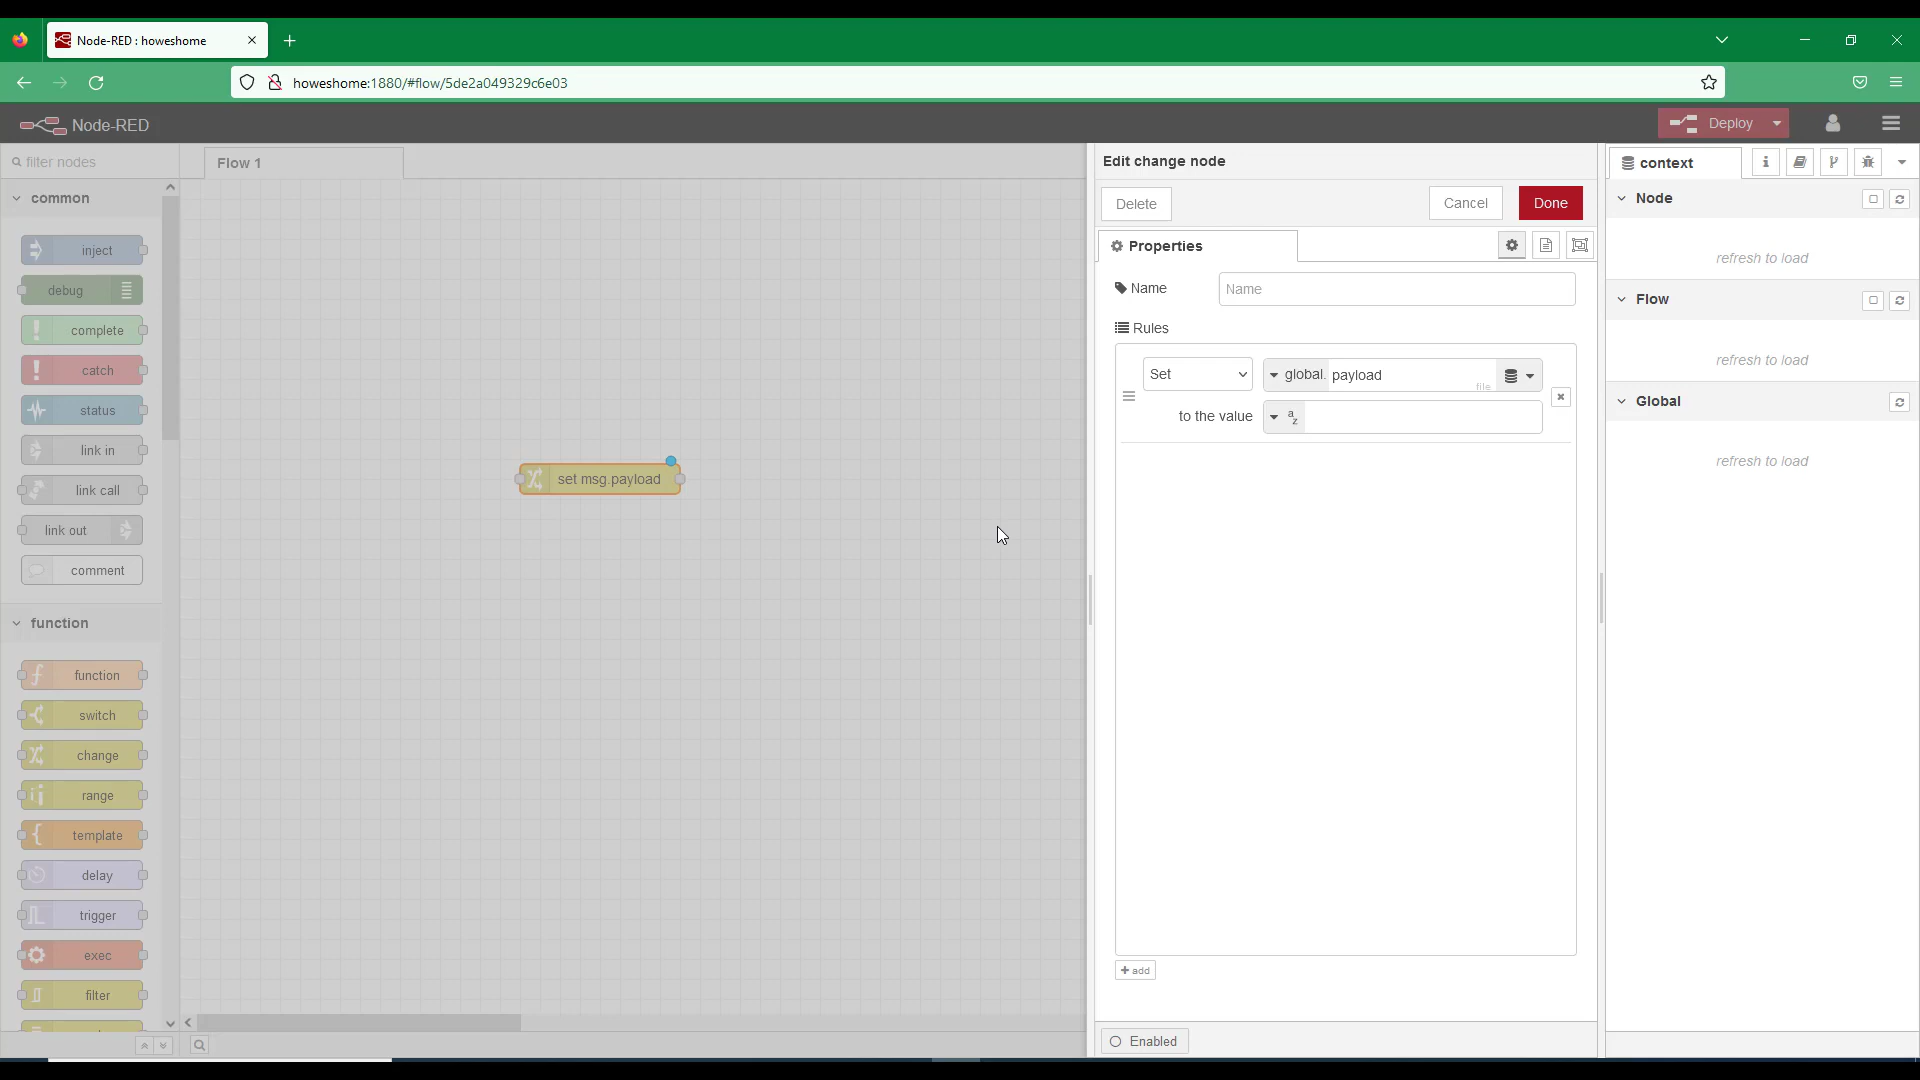 Node-RED : howeshome
howeshome:1880/#flow/5de2a049329c6e03
Node-RED
Deploy
filter nodes
Flow 1
Edit change node
context
common
Delete
Cancel
Done
Node
inject
Properties
refresh to load
debug
Name
Name
Flow
complete
Rules
catch
Set
global.
payload
file
refresh to load
status
to the value
a
z
Global
link in
refresh to load
set msg.payload
link call
link out
comment
function
function
switch
change
range
template
delay
trigger
exec
add
filter
Enabled